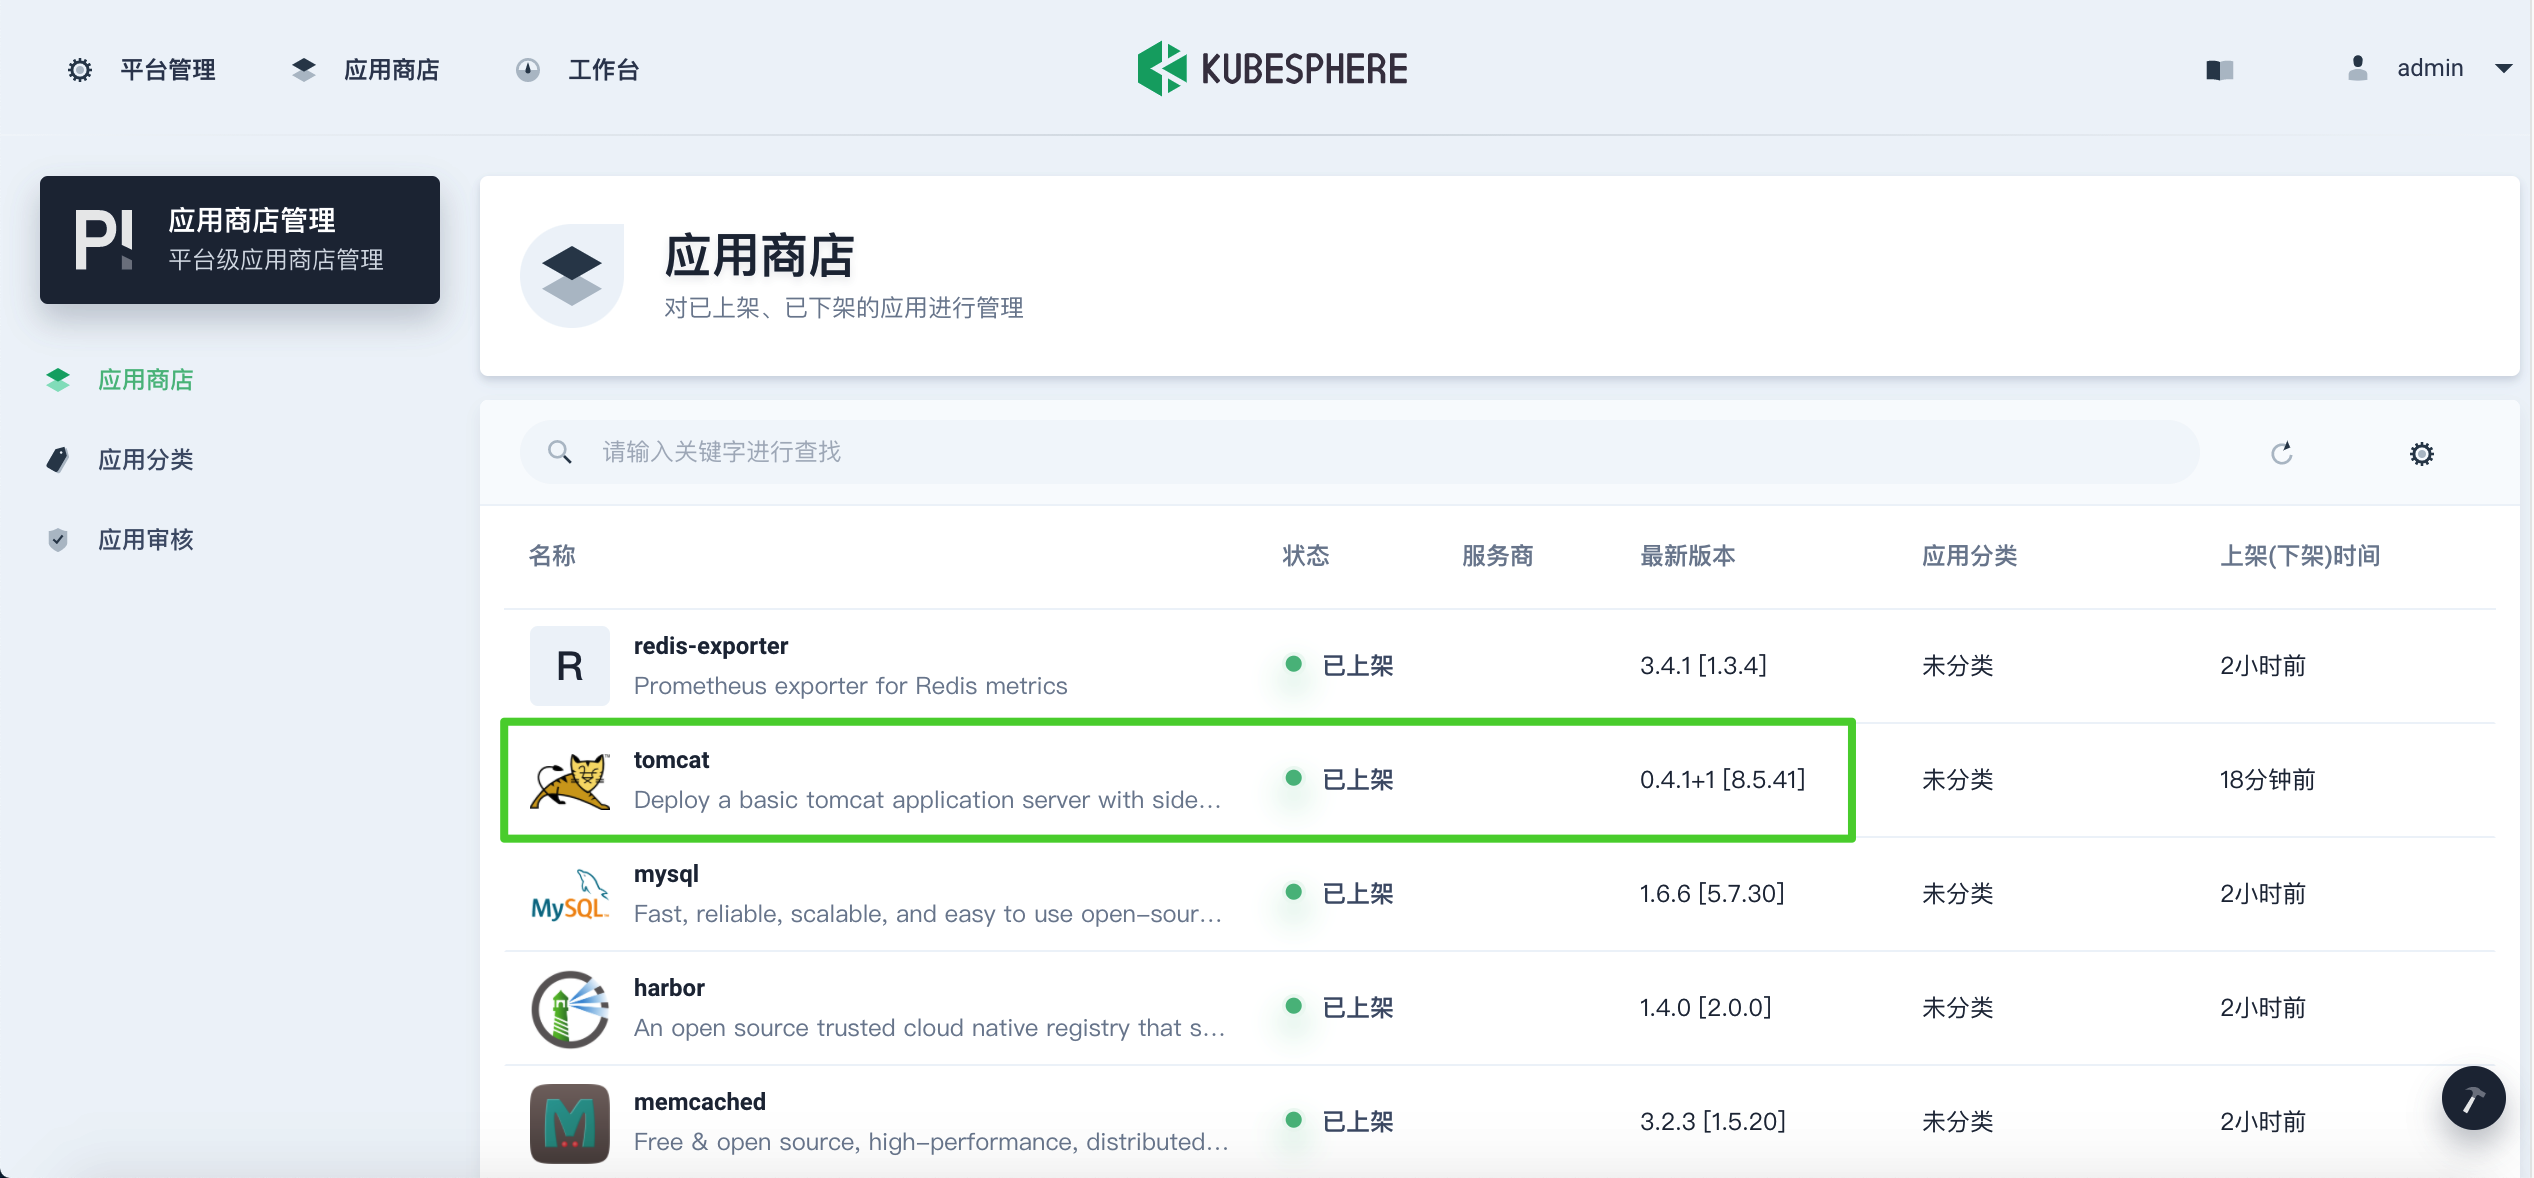 平台管理 应用商店 工作台 KUBESPHERE admin
应用商店管理
平台级应用商店管理
应用商店
应用分类
应用审核
应用商店
对已上架、已下架的应用进行管理
请输入关键字进行查找
名称 状态 服务商 最新版本 应用分类 上架(下架)时间
R redis-exporter
Prometheus exporter for Redis metrics
已上架 3.4.1 [1.3.4] 未分类 2小时前
tomcat
Deploy a basic tomcat application server with side...
已上架 0.4.1+1 [8.5.41] 未分类 18分钟前
MySQL mysql
Fast, reliable, scalable, and easy to use open-sour...
已上架 1.6.6 [5.7.30] 未分类 2小时前
harbor
An open source trusted cloud native registry that s...
已上架 1.4.0 [2.0.0] 未分类 2小时前
memcached
Free & open source, high-performance, distributed...
已上架 3.2.3 [1.5.20] 未分类 2小时前